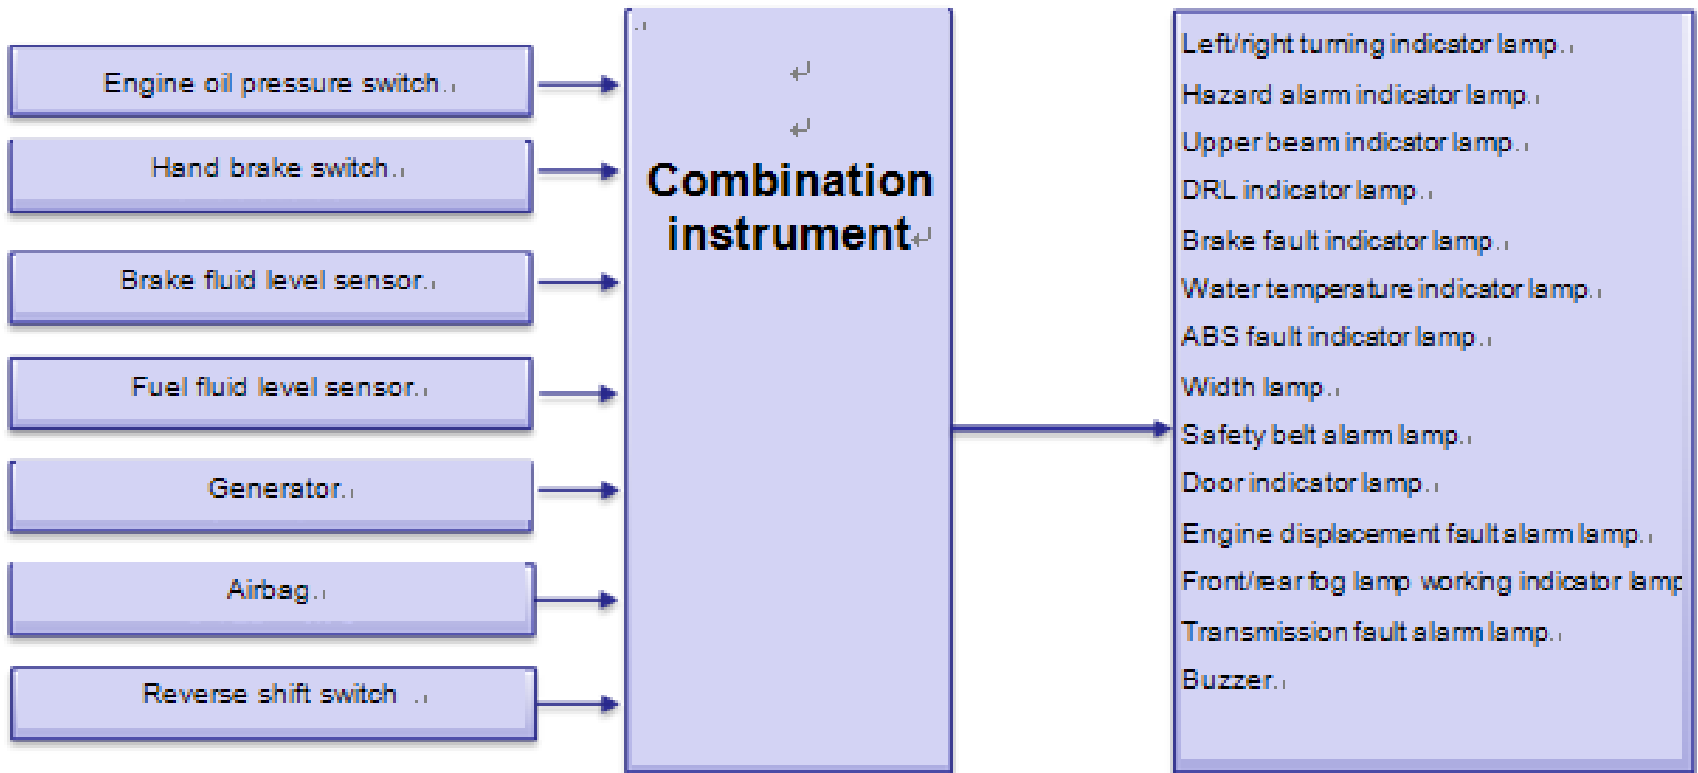 Engine oil pressure switch.
Hand brake switch.
Brake fluid level sensor.
Fuel fluid level sensor.
Generator.
Airbag.
Reverse shift switch .
Combination
instrument
Left/right turning indicator lamp.
Hazard alarm indicator lamp.
Upper beam indicator lamp.
DRL indicator lamp.
Brake fault indicator lamp.
Water temperature indicator lamp.
ABS fault indicator lamp.
Width lamp.
Safety belt alarm lamp.
Door indicator lamp.
Engine displacement fault alarm lamp.
Front/rear fog lamp working indicator lamp
Transmission fault alarm lamp.
Buzzer.